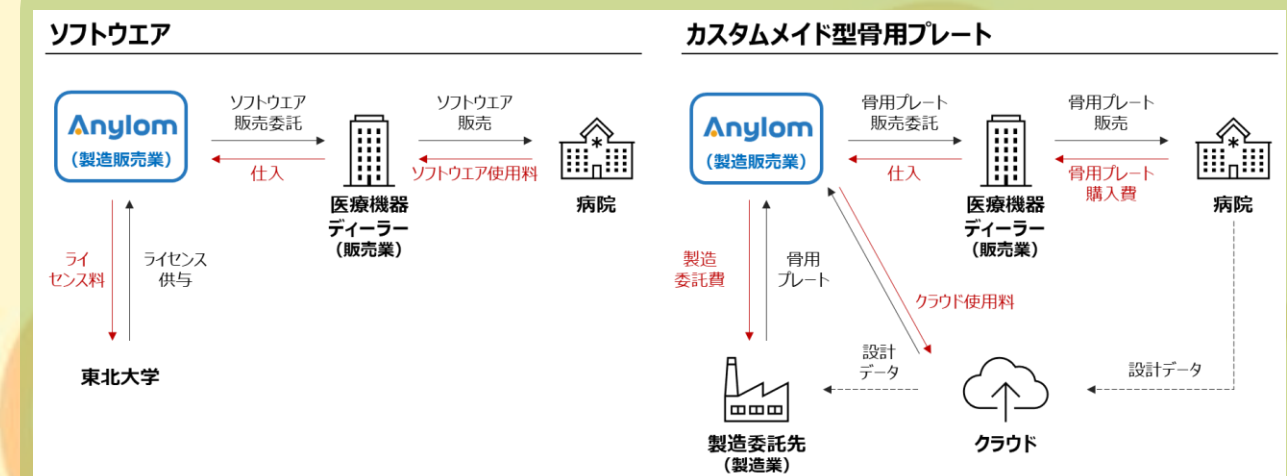 ソフトウエア
Anylom
(製造販売業)
ソフトウエア
販売委託
仕入
医療機器
ディーラー
(販売業)
ソフトウエア
販売
ソフトウエア使用料
病院
ライ
センス料
ライセンス
供与
東北大学
カスタムメイド型骨用プレート
Anylom
(製造販売業)
骨用プレート
販売委託
仕入
医療機器
ディーラー
(販売業)
骨用プレート
販売
骨用プレート
購入費
病院
製造
委託費
骨用
プレート
クラウド使用料
設計
データ
設計データ
製造委託先
(製造業)
クラウド